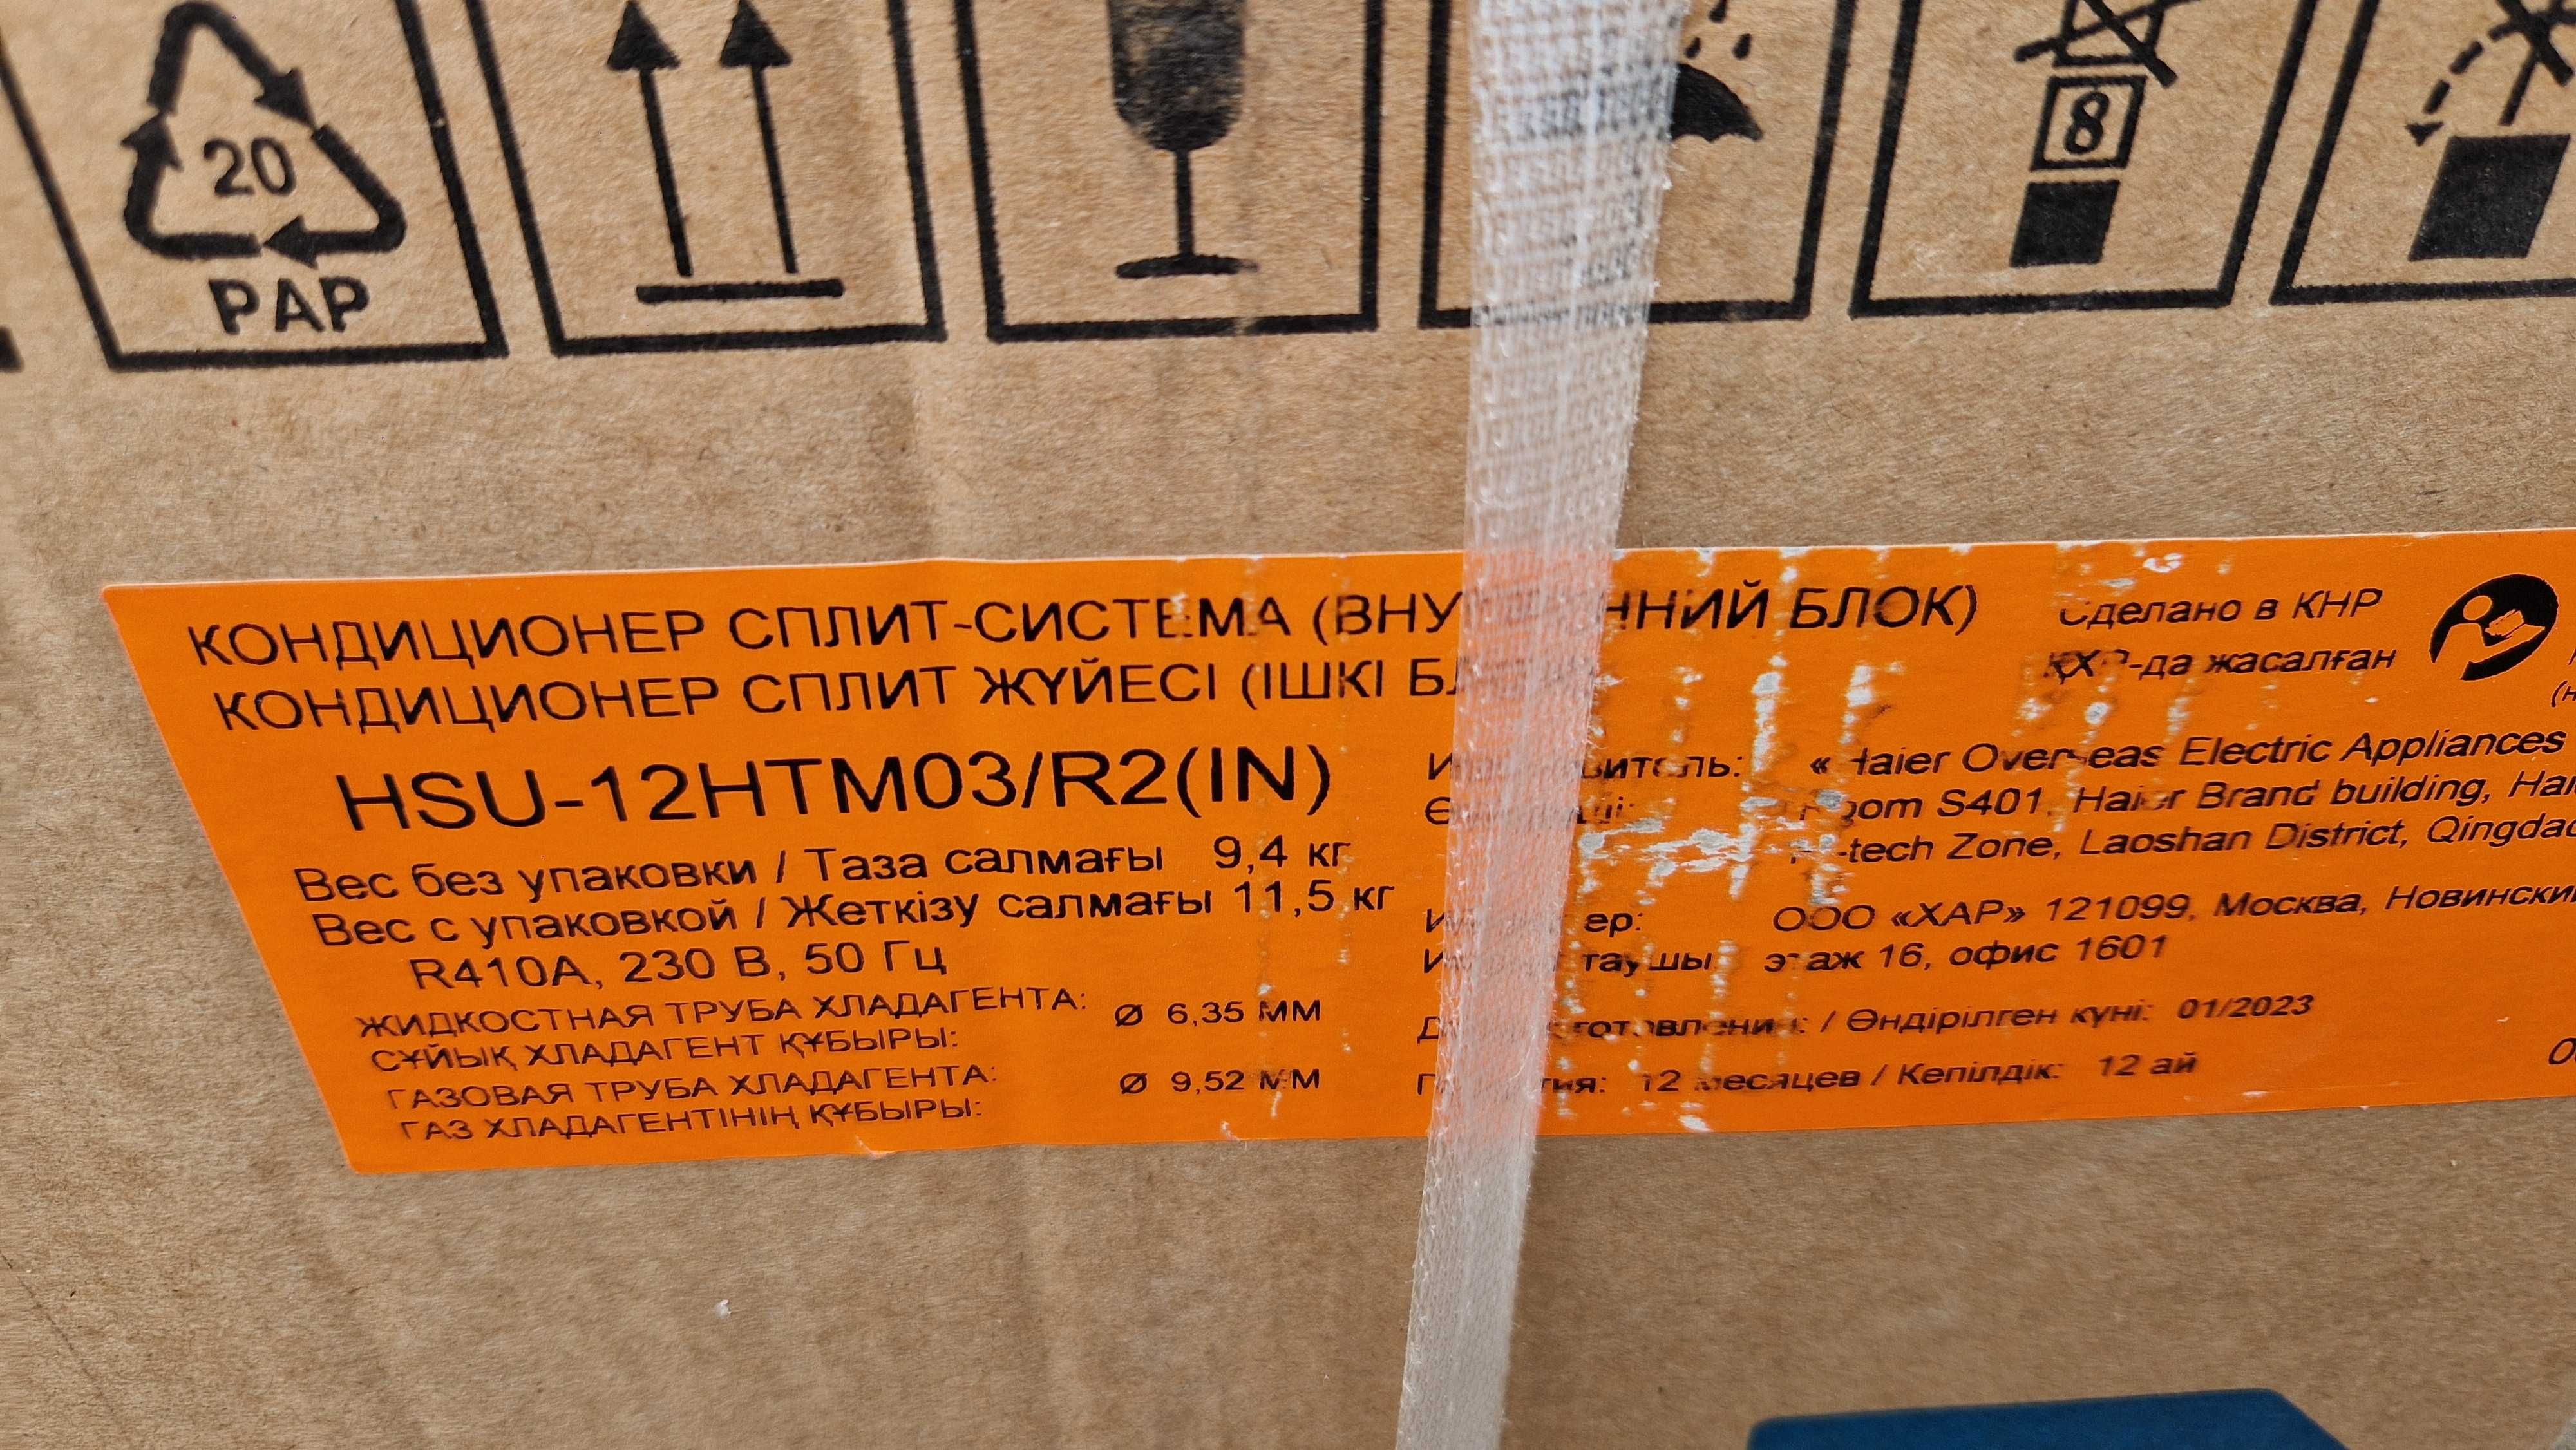 20
PAP
8
КОНДИЦИОНЕР СПЛИТ-СИСТЕМА БЛОК)
КОНДИЦИОНЕР СПЛИТ ЖҮЙЕСІ (ІШКІ
Сделано в КНР
ҚХР-да жасалған
HSU-12HTM03/R2(IN)
Вес без упаковки / Таза салмағы 9,4 кг
Вес с упаковкой / Жеткізу салмағы 11,5 кг
R410A, 230 В, 50 Гц
ЖИДКОСТНАЯ ТРУБА ХЛАДАГЕНТА: Ø 6,35 ММ
СҰЙЫҚ ХЛАДАГЕНТ ҚҰБЫРЫ:
ГАЗОВАЯ ТРУБА ХЛАДАГЕНТА: Ø 9,52 ММ
ГАЗ ХЛАДАГЕНТІНІҢ ҚҰБЫРЫ:
«Haier Overseas Electric Appliances
Room S401, Haier Brand building,
-tech Zone, Laoshan District,
ООО «ХАР» 121099, Москва,
этаж 16, офис 1601
/ Өндірілген күні: 01/2023
12 месяцев / Кепілдік: 12 ай